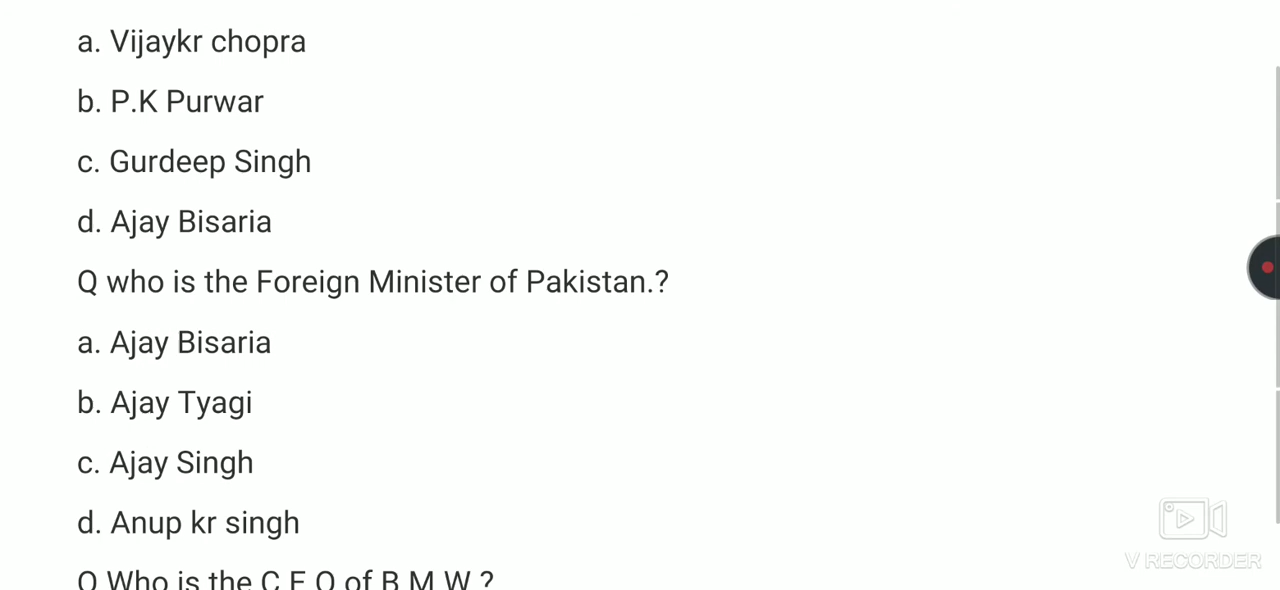 a. Vijaykr chopra
b. P.K Purwar
c. Gurdeep Singh
d. Ajay Bisaria
Q who is the Foreign Minister of Pakistan.?
a. Ajay Bisaria
b. Ajay Tyagi
c. Ajay Singh
d. Anup kr singh
Q Who is the C E O of B M W ?
V RECORDER